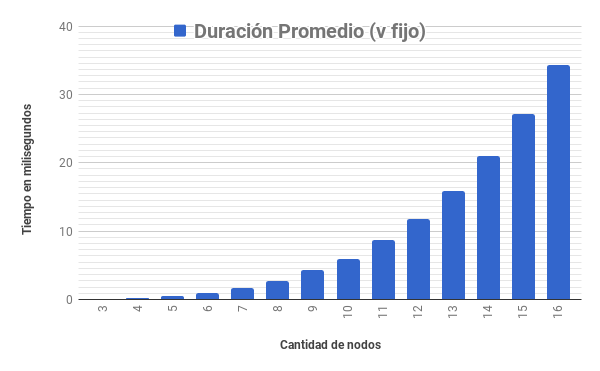 Duración Promedio (v fijo)
40
30
20
10
0
Tiempo en milisegundos
3 4 5 6 7 8 9 10 11 12 13 14 15 16
Cantidad de nodos